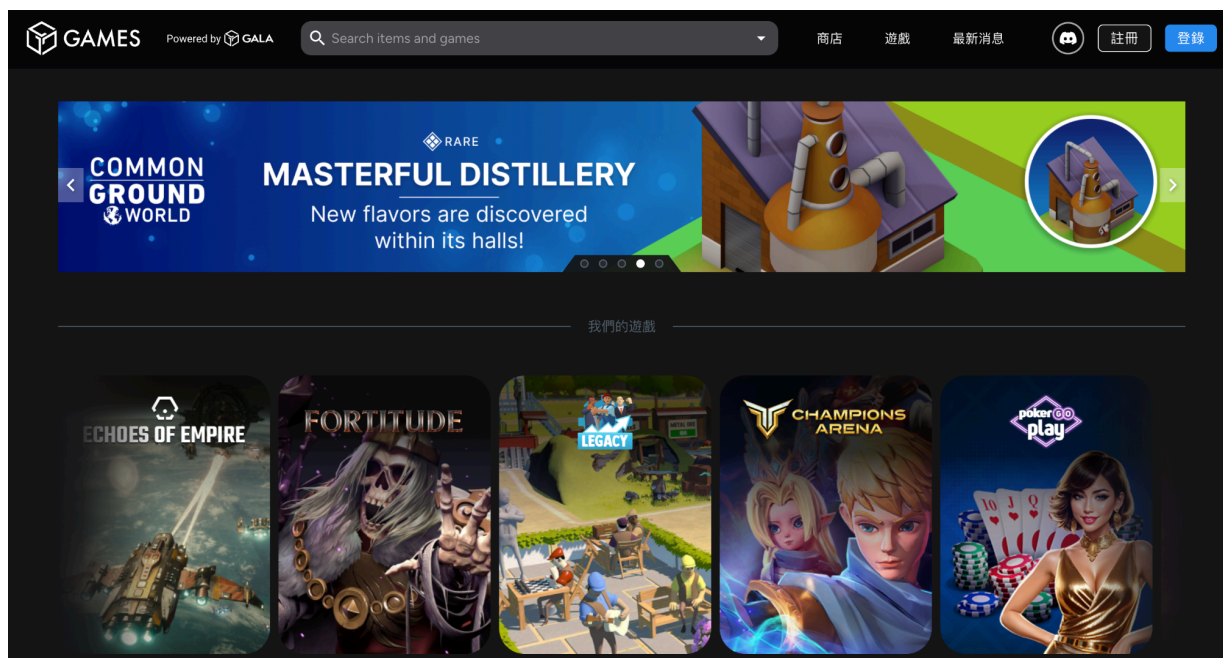 GAMES
Powered by GALA
Search items and games
商店
遊戲
最新消息
註冊
登錄
COMMON
GROUND
WORLD
RARE
MASTERFUL DISTILLERY
New flavors are discovered
within its halls!
我們的遊戲
ECHOES OF EMPIRE
FORTITUDE
LEGACY
CHAMPIONS
ARENA
pokerGO
play
10 J Q